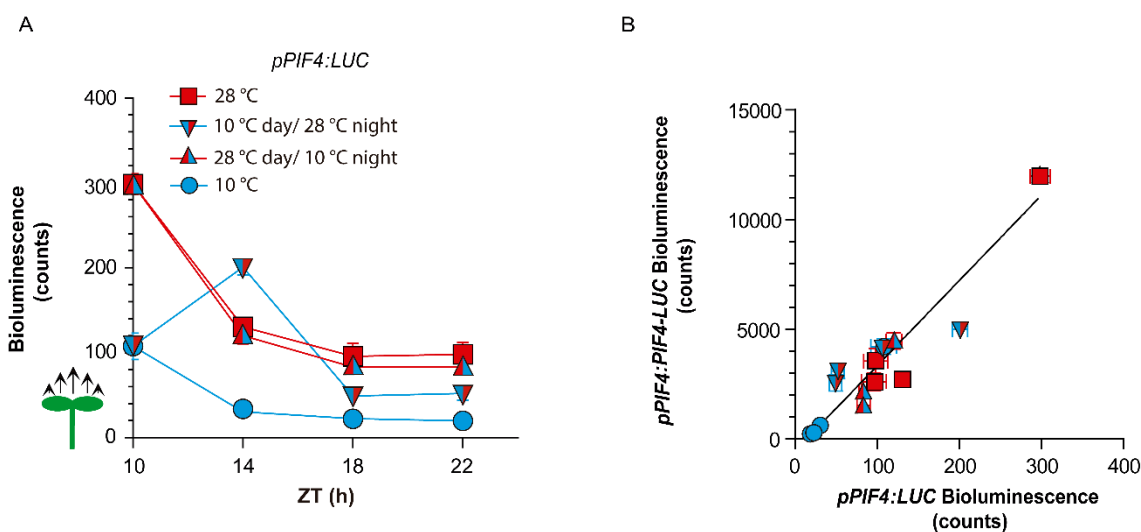 A
pPIF4:LUC
28 °C
10 °C day/ 28 °C night
28 °C day/ 10 °C night
10 °C
400
300
200
100
0
Bioluminescence
(counts)
10
14
18
22
ZT (h)
B
15000
10000
5000
0
pPIF4:PIF4-LUC Bioluminescence
(counts)
0
100
200
300
400
pPIF4:LUC Bioluminescence
(counts)